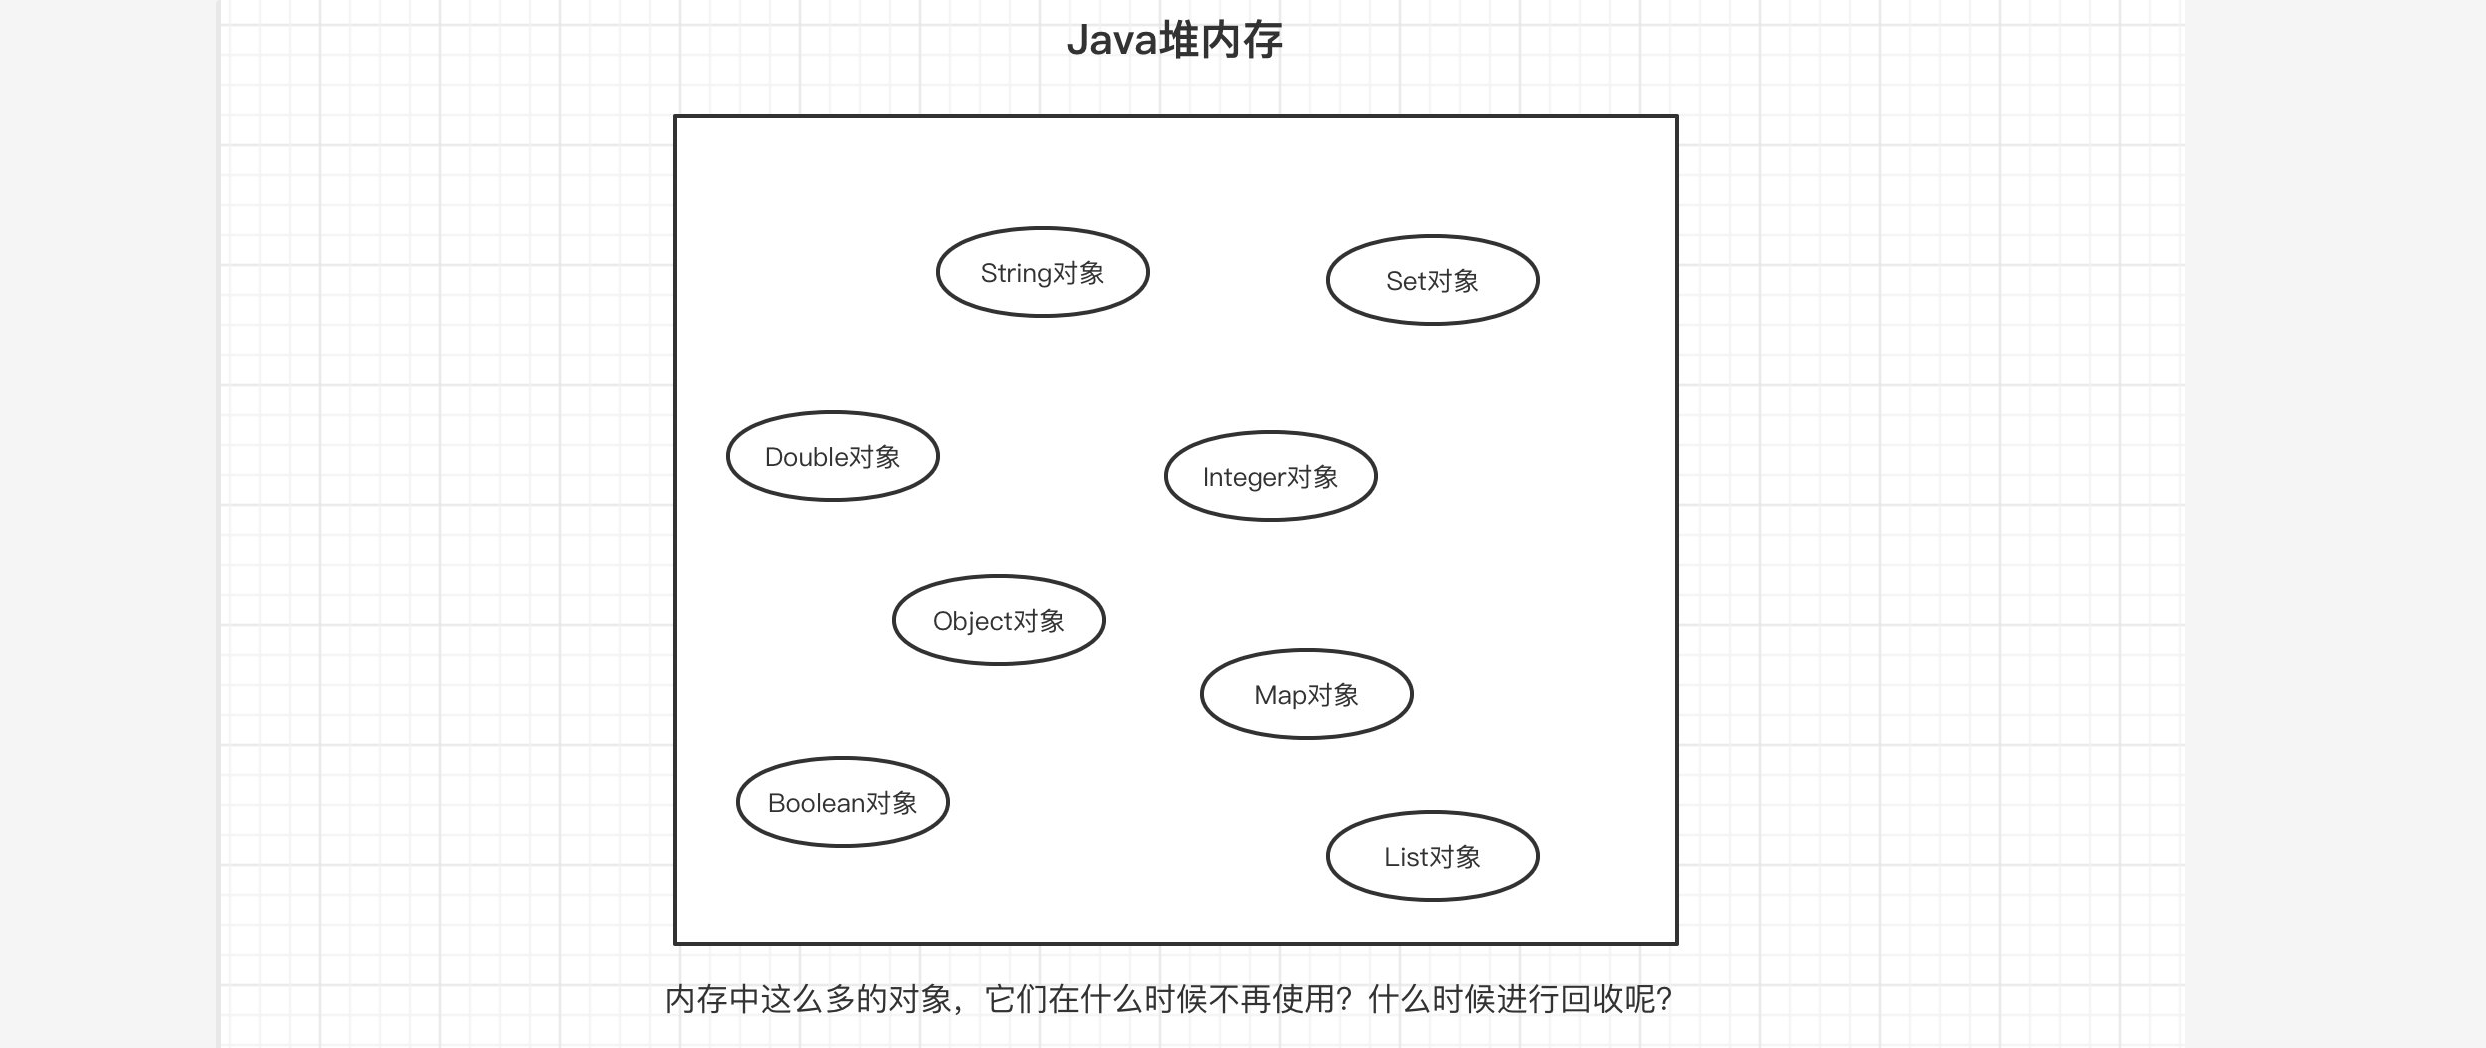 Java堆内存
String对象
Set对象
Double对象
Integer对象
Object对象
Map对象
Boolean对象
List对象
内存中这么多的对象，它们在什么时候不再使用？什么时候进行回收呢？